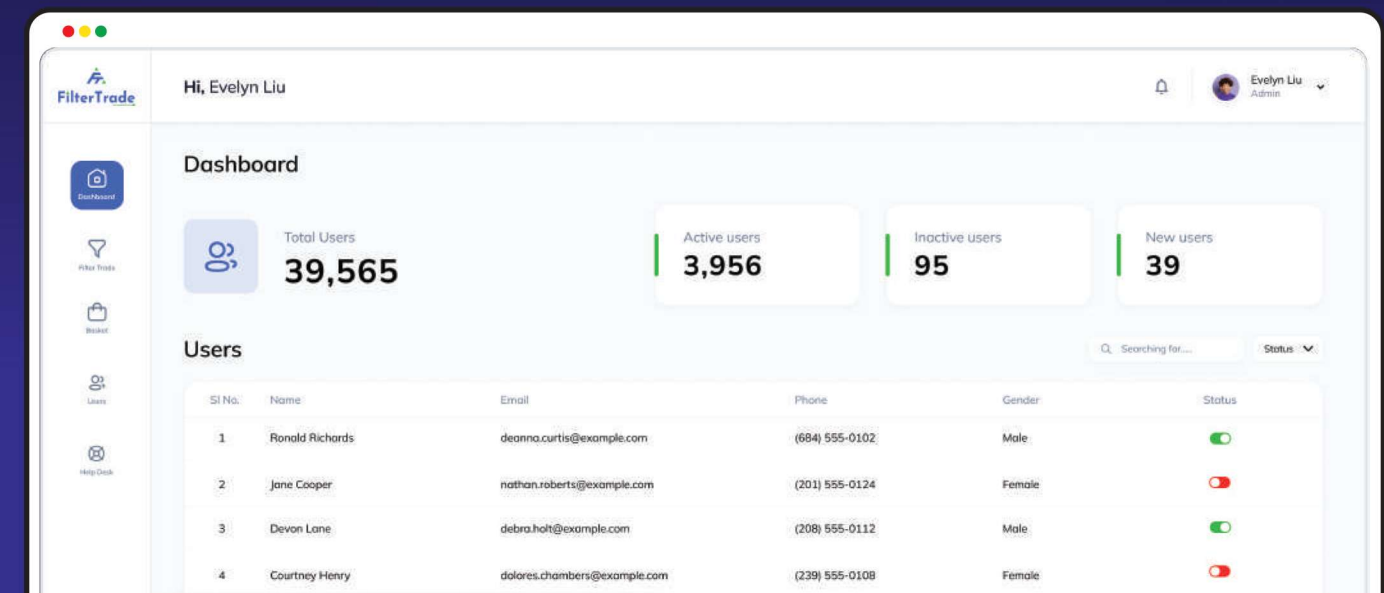 FT.
FilterTrade
Hi, Evelyn Liu
Evelyn Liu
Admin
Dashboard
Dashboard
Filter Trade
Basket
Users
Help Desk
Total Users
39,565
Active users
3,956
Inactive users
95
New users
39
Users
Searching for.....
Status
Sl No. Name Email Phone Gender Status
1 Ronald Richards deanna.curtis@example.com (684) 555-0102 Male
2 Jane Cooper nathan.roberts@example.com (201) 555-0124 Female
3 Devon Lane debra.holt@example.com (208) 555-0112 Male
4 Courtney Henry dolores.chambers@example.com (239) 555-0108 Female